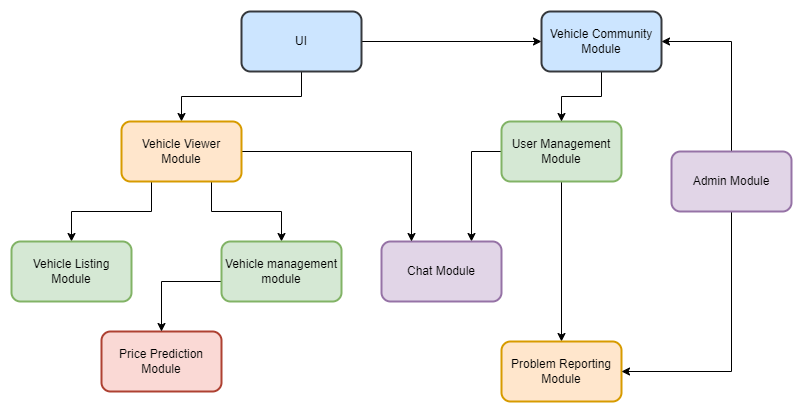 UI
Vehicle Community
Module
Vehicle Viewer
Module
User Management
Module
Admin Module
Vehicle Listing
Module
Vehicle management
module
Chat Module
Price Prediction
Module
Problem Reporting
Module